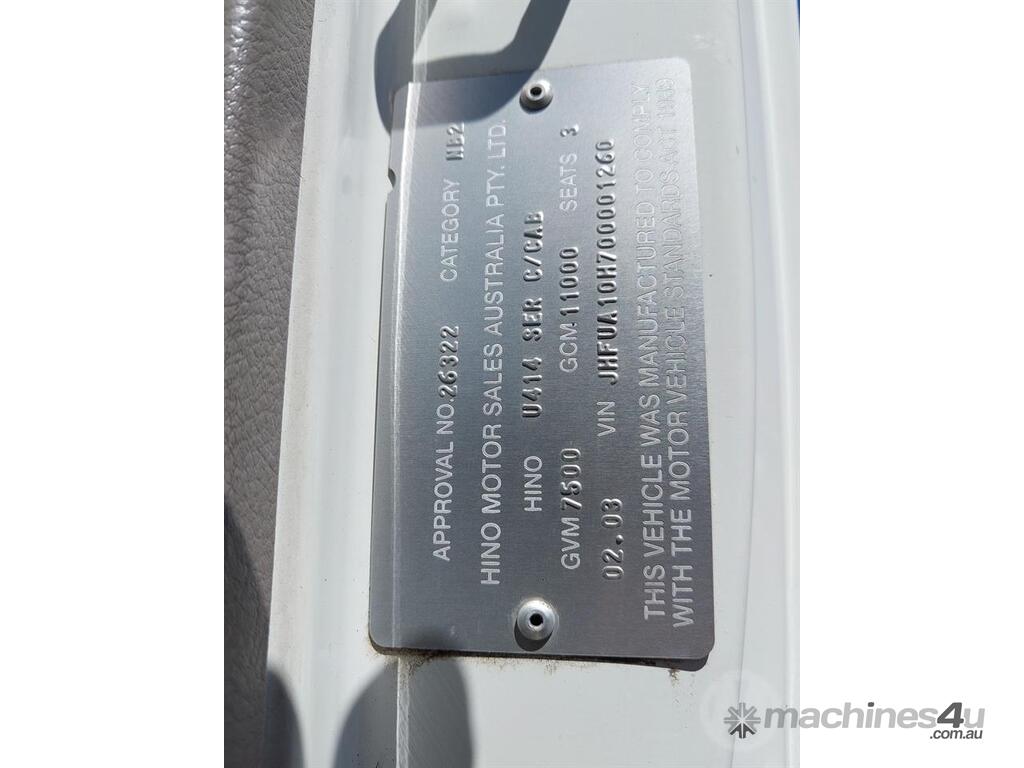 APPROVAL NO. 26322 CATEGORY NB2
HINO MOTOR SALES AUSTRALIA PTY. LTD.
HINO U414 SER C/CAB
GVM 7500 GCM 11000 SEATS 3
02.03 VIN JHFUA10H700001260
THIS VEHICLE WAS MANUFACTURED TO COMPLY
WITH THE MOTOR VEHICLE STANDARDS ACT 1989
machines4u
.com.au